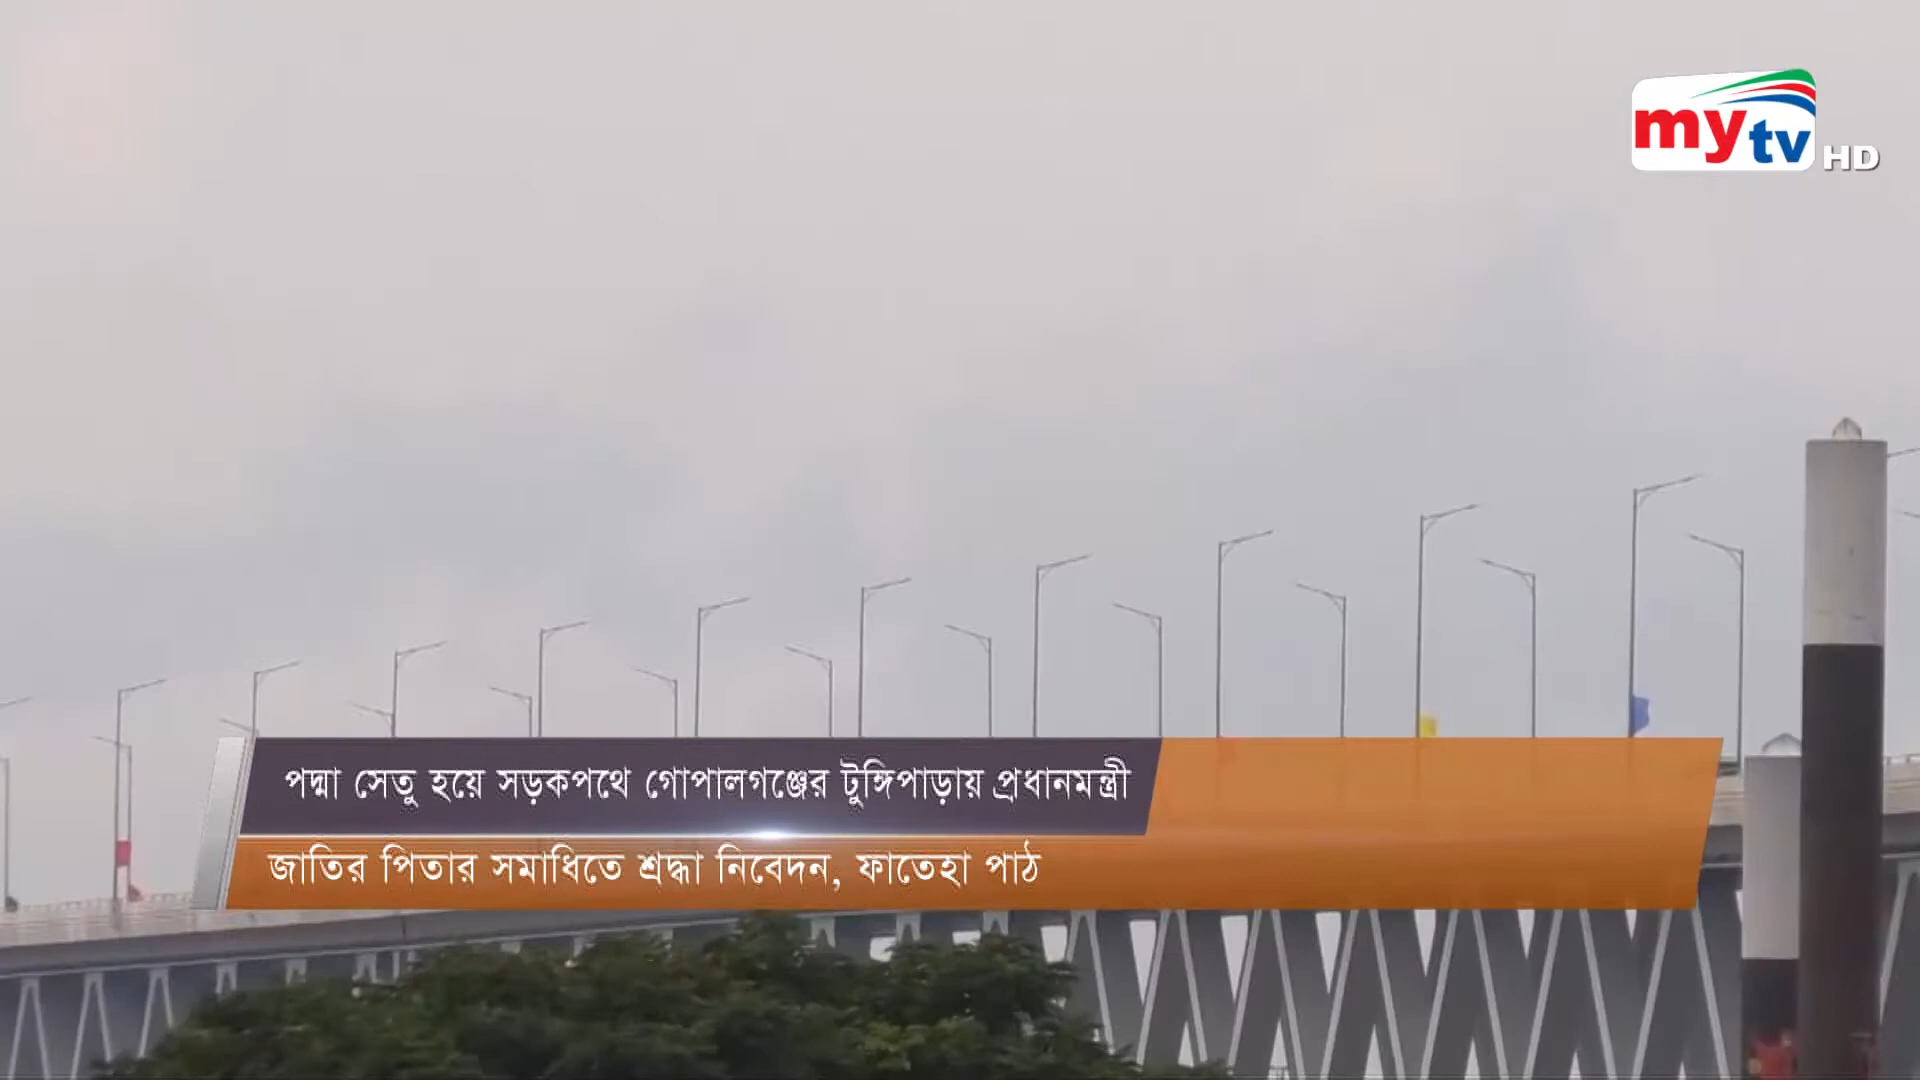 mytv HD
পদ্মা সেতু হয়ে সড়কপথে গোপালগঞ্জের টুঙ্গিপাড়ায় প্রধানমন্ত্রী
জাতির পিতার সমাধিতে শ্রদ্ধা নিবেদন, ফাতেহা পাঠ